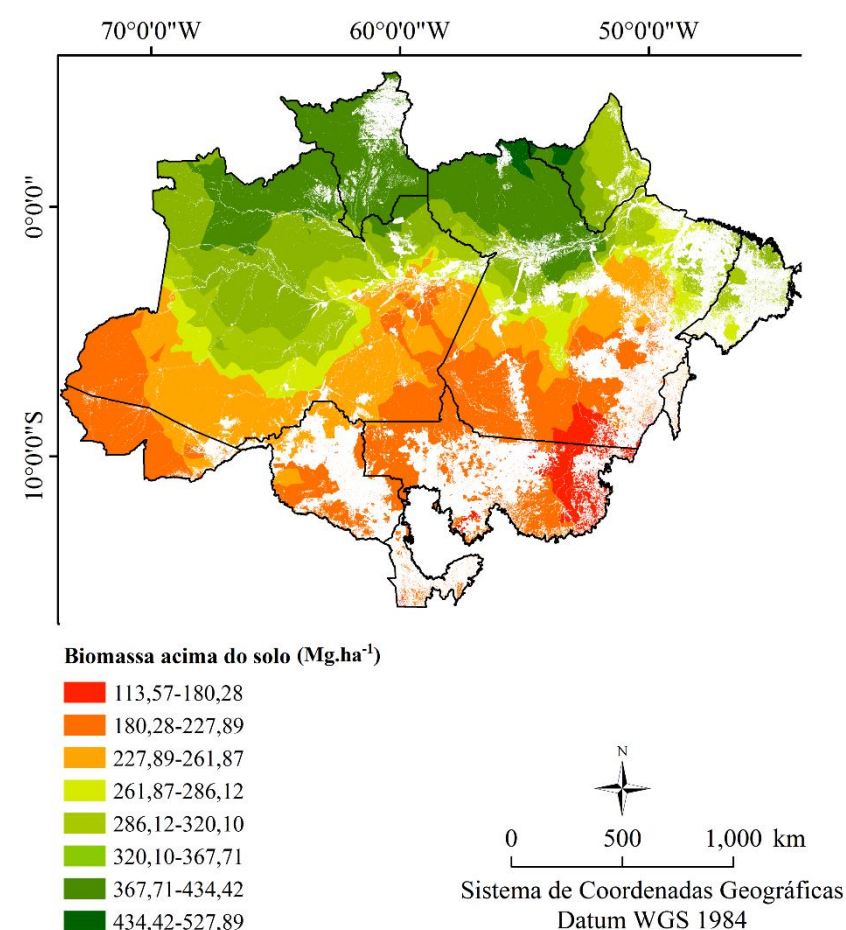 70°0'0"W 60°0'0"W 50°0'0"W
0°0'0"
10°0'0"S
Biomassa acima do solo (Mg.ha-1)
113,57-180,28
180,28-227,89
227,89-261,87
261,87-286,12
286,12-320,10
320,10-367,71
367,71-434,42
434,42-527,89
N
0 500 1,000 km
Sistema de Coordenadas Geográficas
Datum WGS 1984